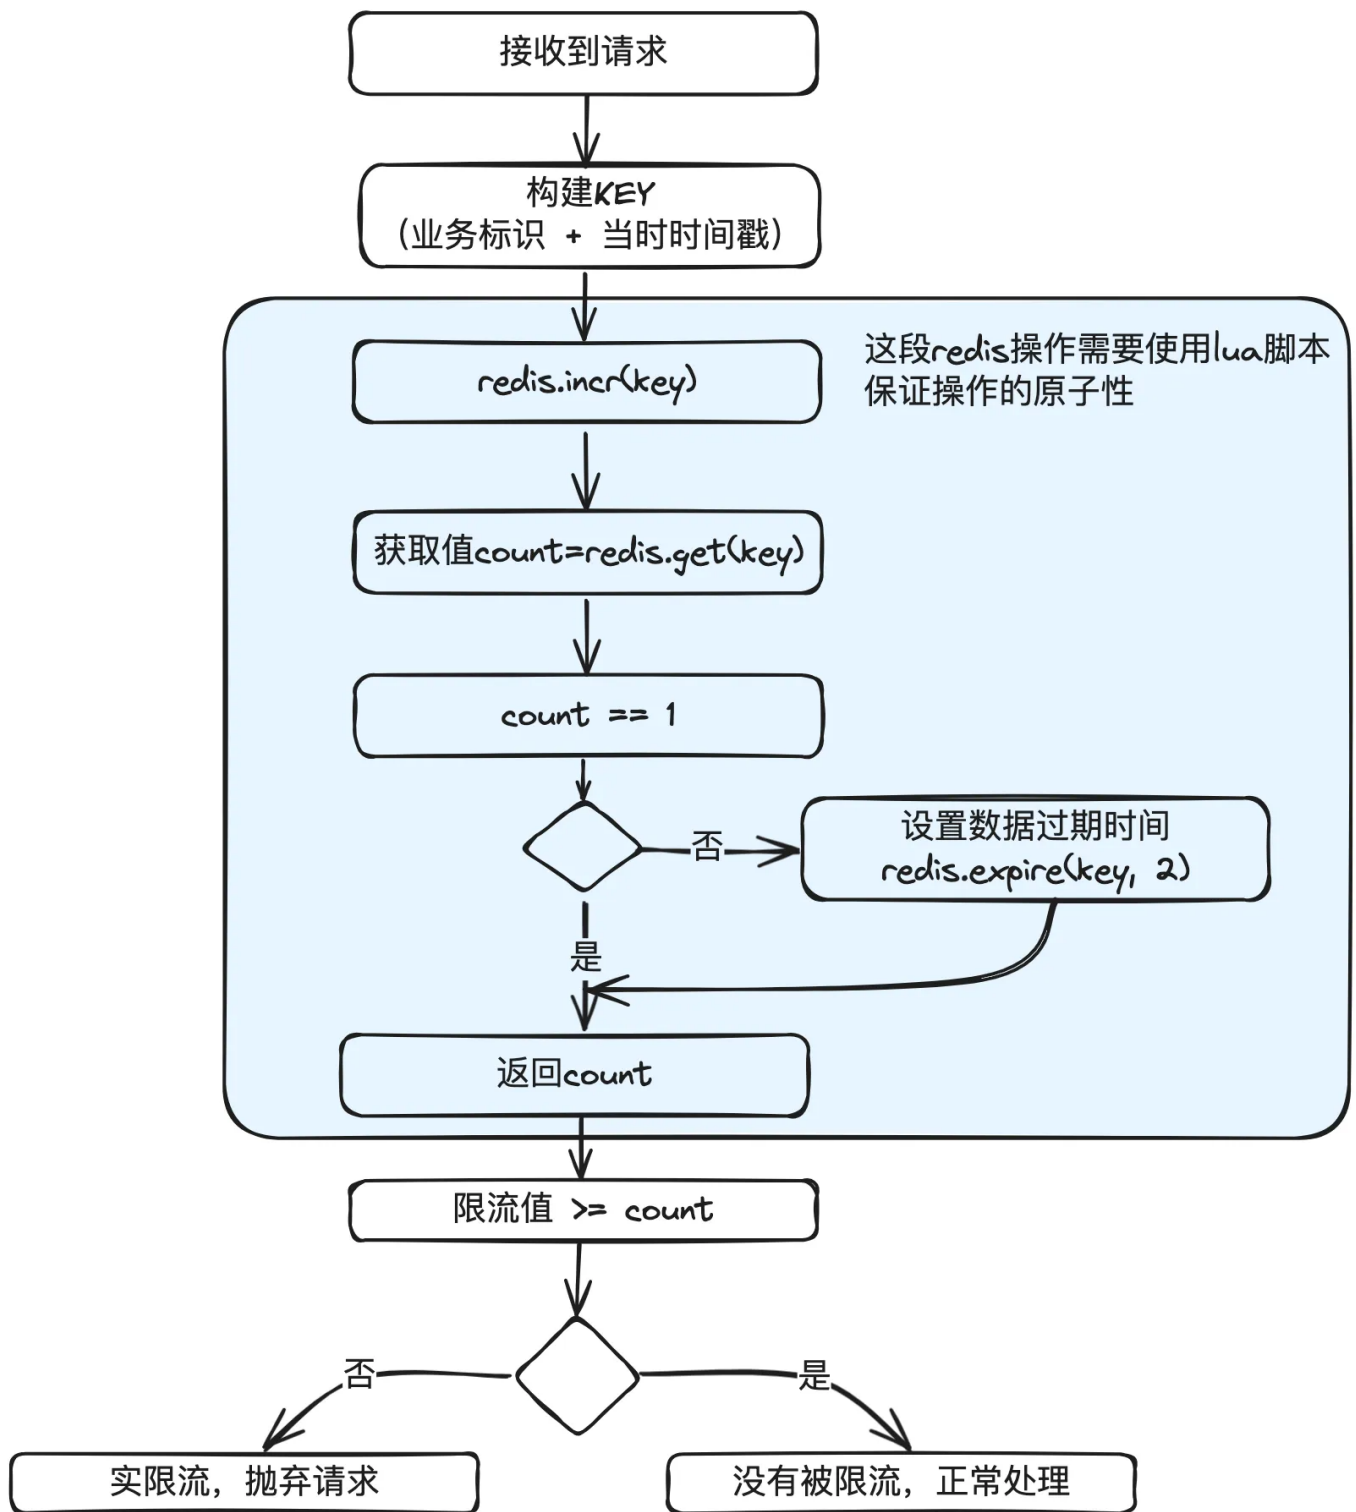 接收到请求
构建KEY
（业务标识 + 当时时间戳）
redis.incr(key)
这段redis操作需要使用lua脚本
保证操作的原子性
获取值count=redis.get(key)
count == 1
否
设置数据过期时间
redis.expire(key, 2)
是
返回count
限流值 >= count
否
是
实限流，抛弃请求
没有被限流，正常处理